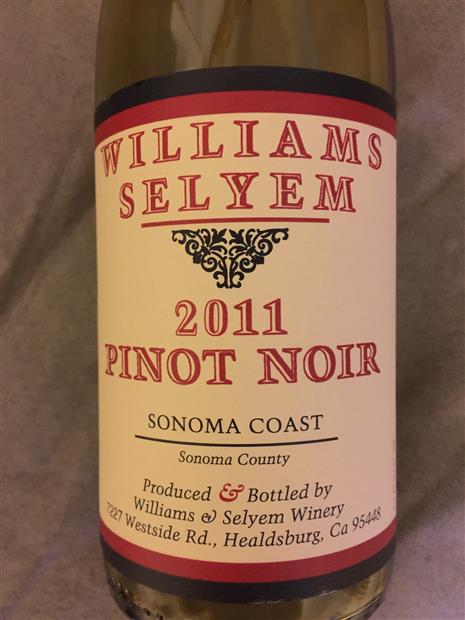 WILLIAMS
SELYEM
2011
PINOT NOIR
SONOMA COAST
Sonoma County
Produced & Bottled by
Williams & Selyem Winery
7227 Westside Rd., Healdsburg, Ca 95448